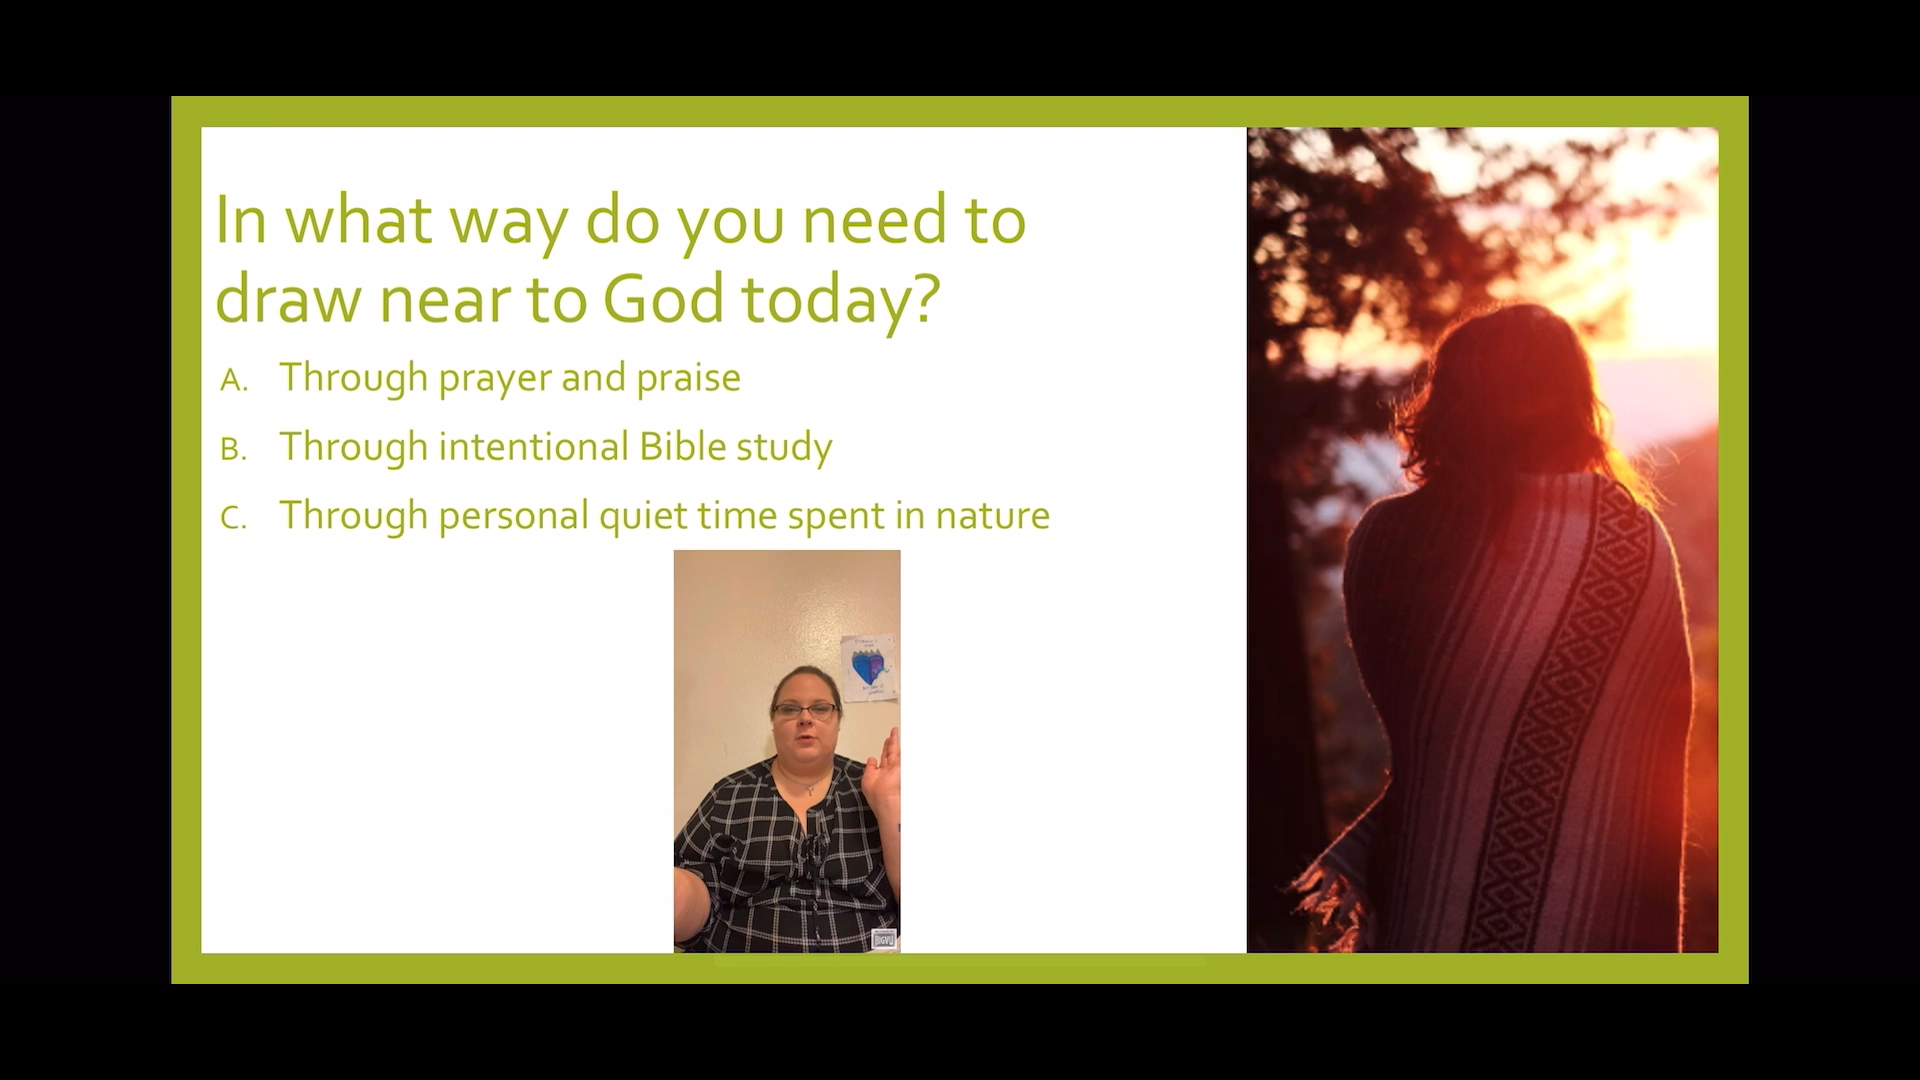 In what way do you need to
draw near to God today?
A. Through prayer and praise
B. Through intentional Bible study
C. Through personal quiet time spent in nature
BIGVU